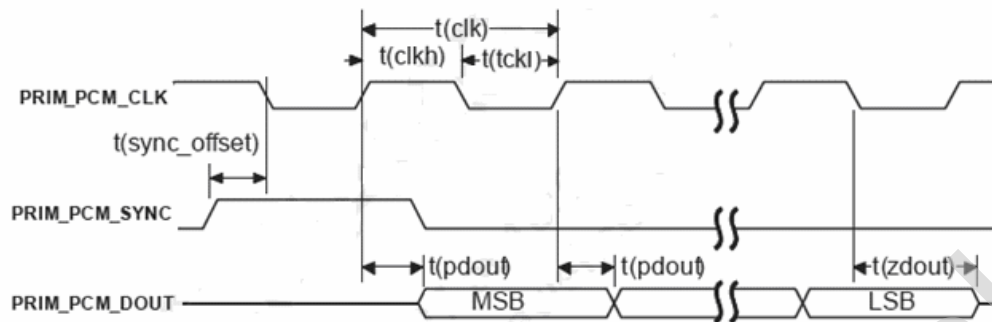 t(clk)
t(clkh) t(tckl)
PRIM_PCM_CLK
t(sync_offset)
PRIM_PCM_SYNC
t(pdout) t(pdout) t(zdout)
PRIM_PCM_DOUT MSB LSB